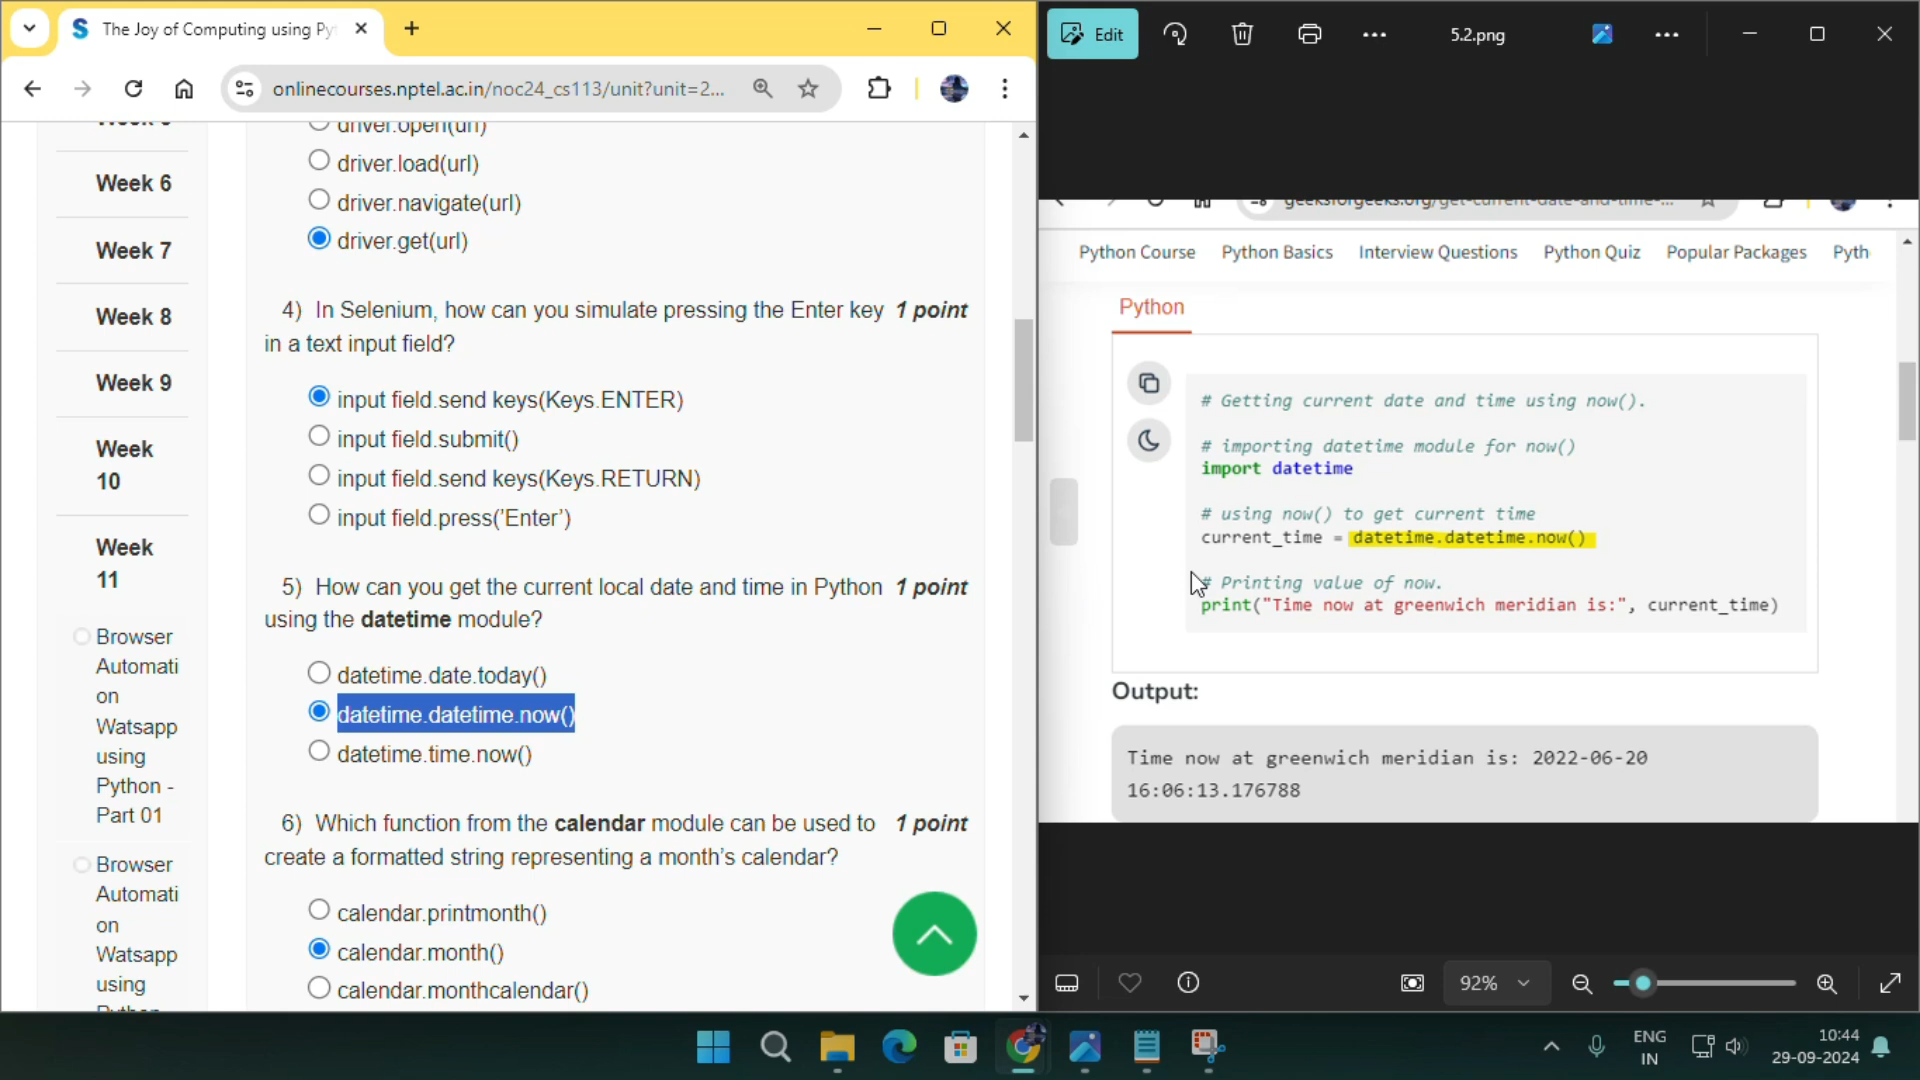 The Joy of Computing using Py
onlinecourses.nptel.ac.in/noc24_cs113/unit?unit=2...
Week 6
Week 7
Week 8
Week 9
Week
10
Week
11
Browser
Automati
on
Watsapp
using
Python -
Part 01
Browser
Automati
on
Watsapp
using
driver.open(url)
driver.load(url)
driver.navigate(url)
driver.get(url)
4) In Selenium, how can you simulate pressing the Enter key 1 point
in a text input field?
input field.send keys(Keys.ENTER)
input field.submit()
input field.send keys(Keys.RETURN)
input field.press('Enter')
5) How can you get the current local date and time in Python 1 point
using the datetime module?
datetime.date.today()
datetime.datetime.now()
datetime.time.now()
6) Which function from the calendar module can be used to 1 point
create a formatted string representing a month's calendar?
calendar.printmonth()
calendar.month()
calendar.monthcalendar()
Edit
5.2.png
geeksforgeeks.org/get-current-date-and-time-...
Python Course Python Basics Interview Questions Python Quiz Popular Packages Pyth
Python
# Getting current date and time using now().
# importing datetime module for now()
import datetime
# using now() to get current time
current_time = datetime.datetime.now()
# Printing value of now.
print("Time now at greenwich meridian is:", current_time)
Output:
Time now at greenwich meridian is: 2022-06-20
16:06:13.176788
92%
ENG
IN
10:44
29-09-2024